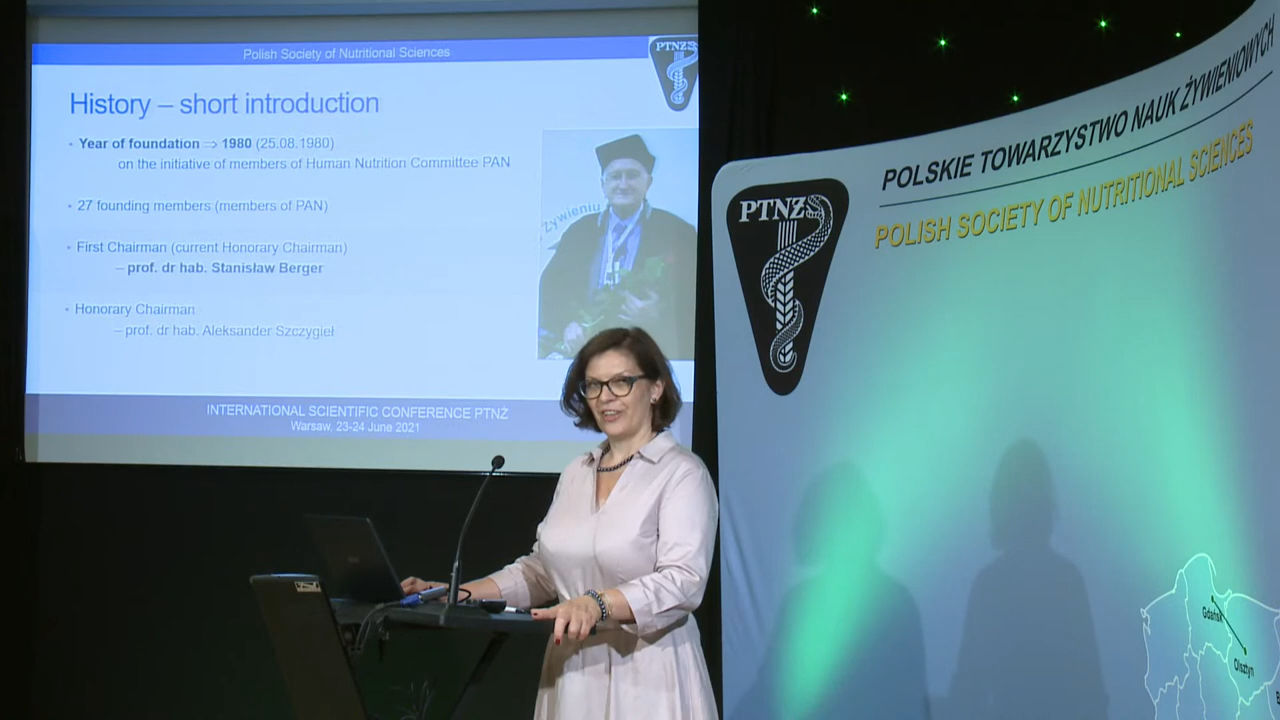 Polish Society of Nutritional Sciences
PTNŻ
History – short introduction
• Year of foundation ⇒ 1980 (25.08.1980)
on the initiative of members of Human Nutrition Committee PAN
• 27 founding members (members of PAN)
• First Chairman (current Honorary Chairman)
– prof. dr hab. Stanisław Berger
• Honorary Chairman
– prof. dr hab. Aleksander Szczygieł
Żywieniu
INTERNATIONAL SCIENTIFIC CONFERENCE PTNŻ
Warsaw, 23-24 June 2021
POLSKIE TOWARZYSTWO NAUK ŻYWIENIOWYCH
POLISH SOCIETY OF NUTRITIONAL SCIENCES
PTNŻ
Gdańsk
Olsztyn